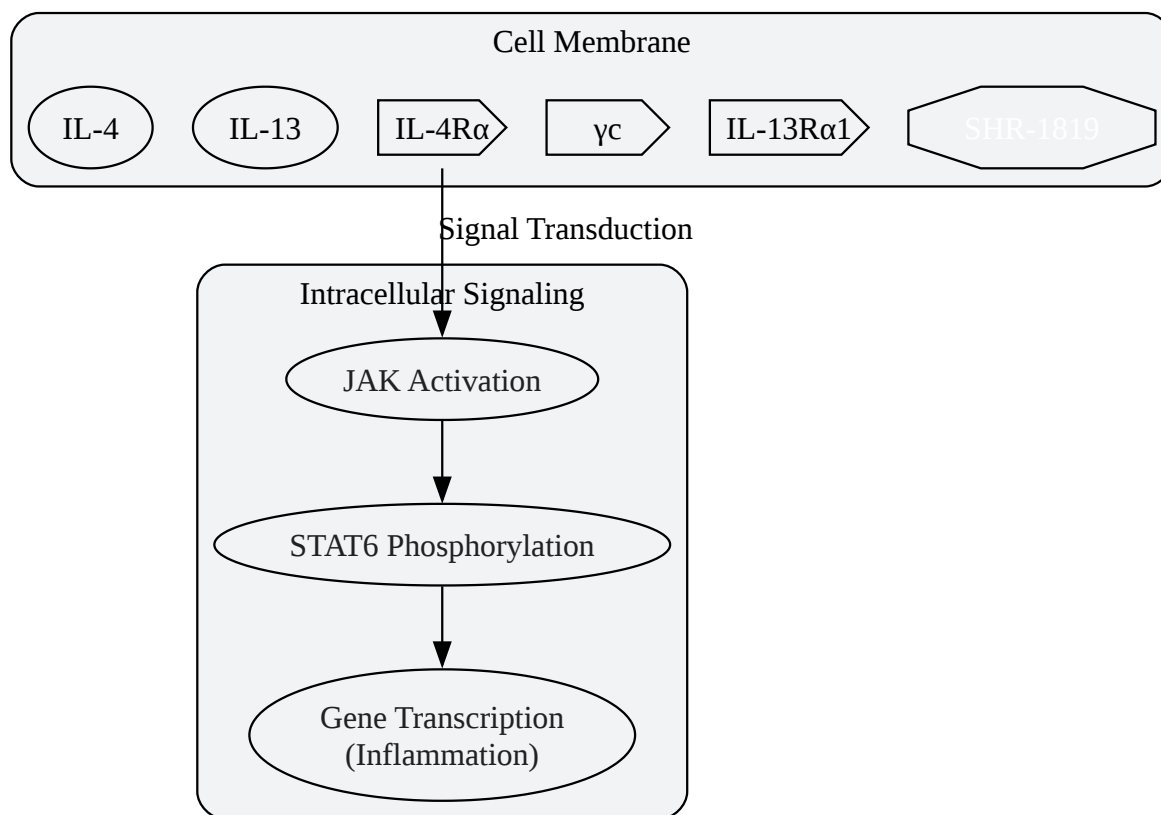 Cell Membrane
IL-4
IL-13
IL-4Rα
γc
IL-13Rα1
SHR-1819
Signal Transduction
Intracellular Signaling
JAK Activation
STAT6 Phosphorylation
Gene Transcription
(Inflammation)